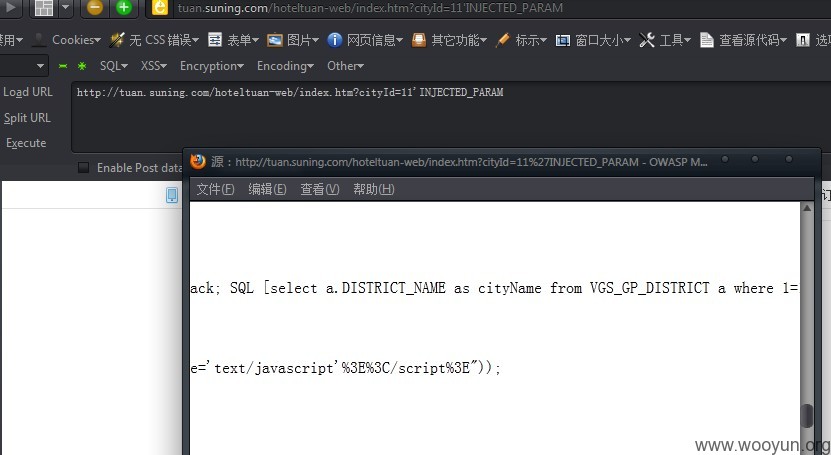 tuan.suning.com/hoteltuan-web/index.htm?cityId=11'INJECTED_PARAM
禁用 Cookies 无 CSS 错误 表单 图片 网页信息 其它功能 标示 窗口大小 工具 查看源代码
SQL XSS Encryption Encoding Other
Load URL http://tuan.suning.com/hoteltuan-web/index.htm?cityId=11'INJECTED_PARAM
Split URL
Execute
Enable Post data
源：http://tuan.suning.com/hoteltuan-web/index.htm?cityId=11%27INJECTED_PARAM - OWASP M...
文件(F) 编辑(E) 查看(V) 帮助(H)
订
ack; SQL [select a.DISTRICT_NAME as cityName from VGS_GP_DISTRICT a where 1=
e='text/javascript'%3E%3C/script%3E"));
www.wooyun.org